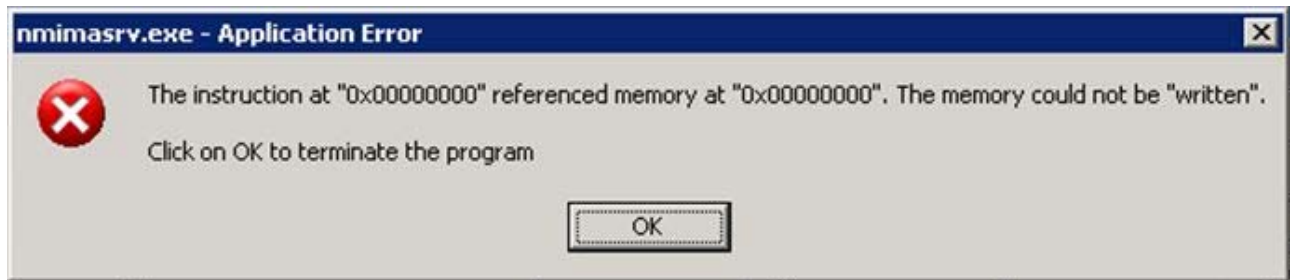 nmimasrv.exe - Application Error
The instruction at "0x00000000" referenced memory at "0x00000000". The memory could not be "written".
Click on OK to terminate the program
OK